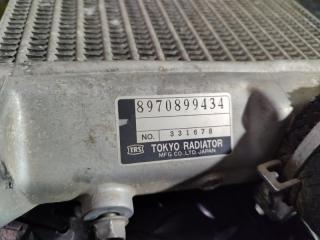 8970899434
NO. 331678
TRS TOKYO RADIATOR
MFG.CO.LTD.JAPAN